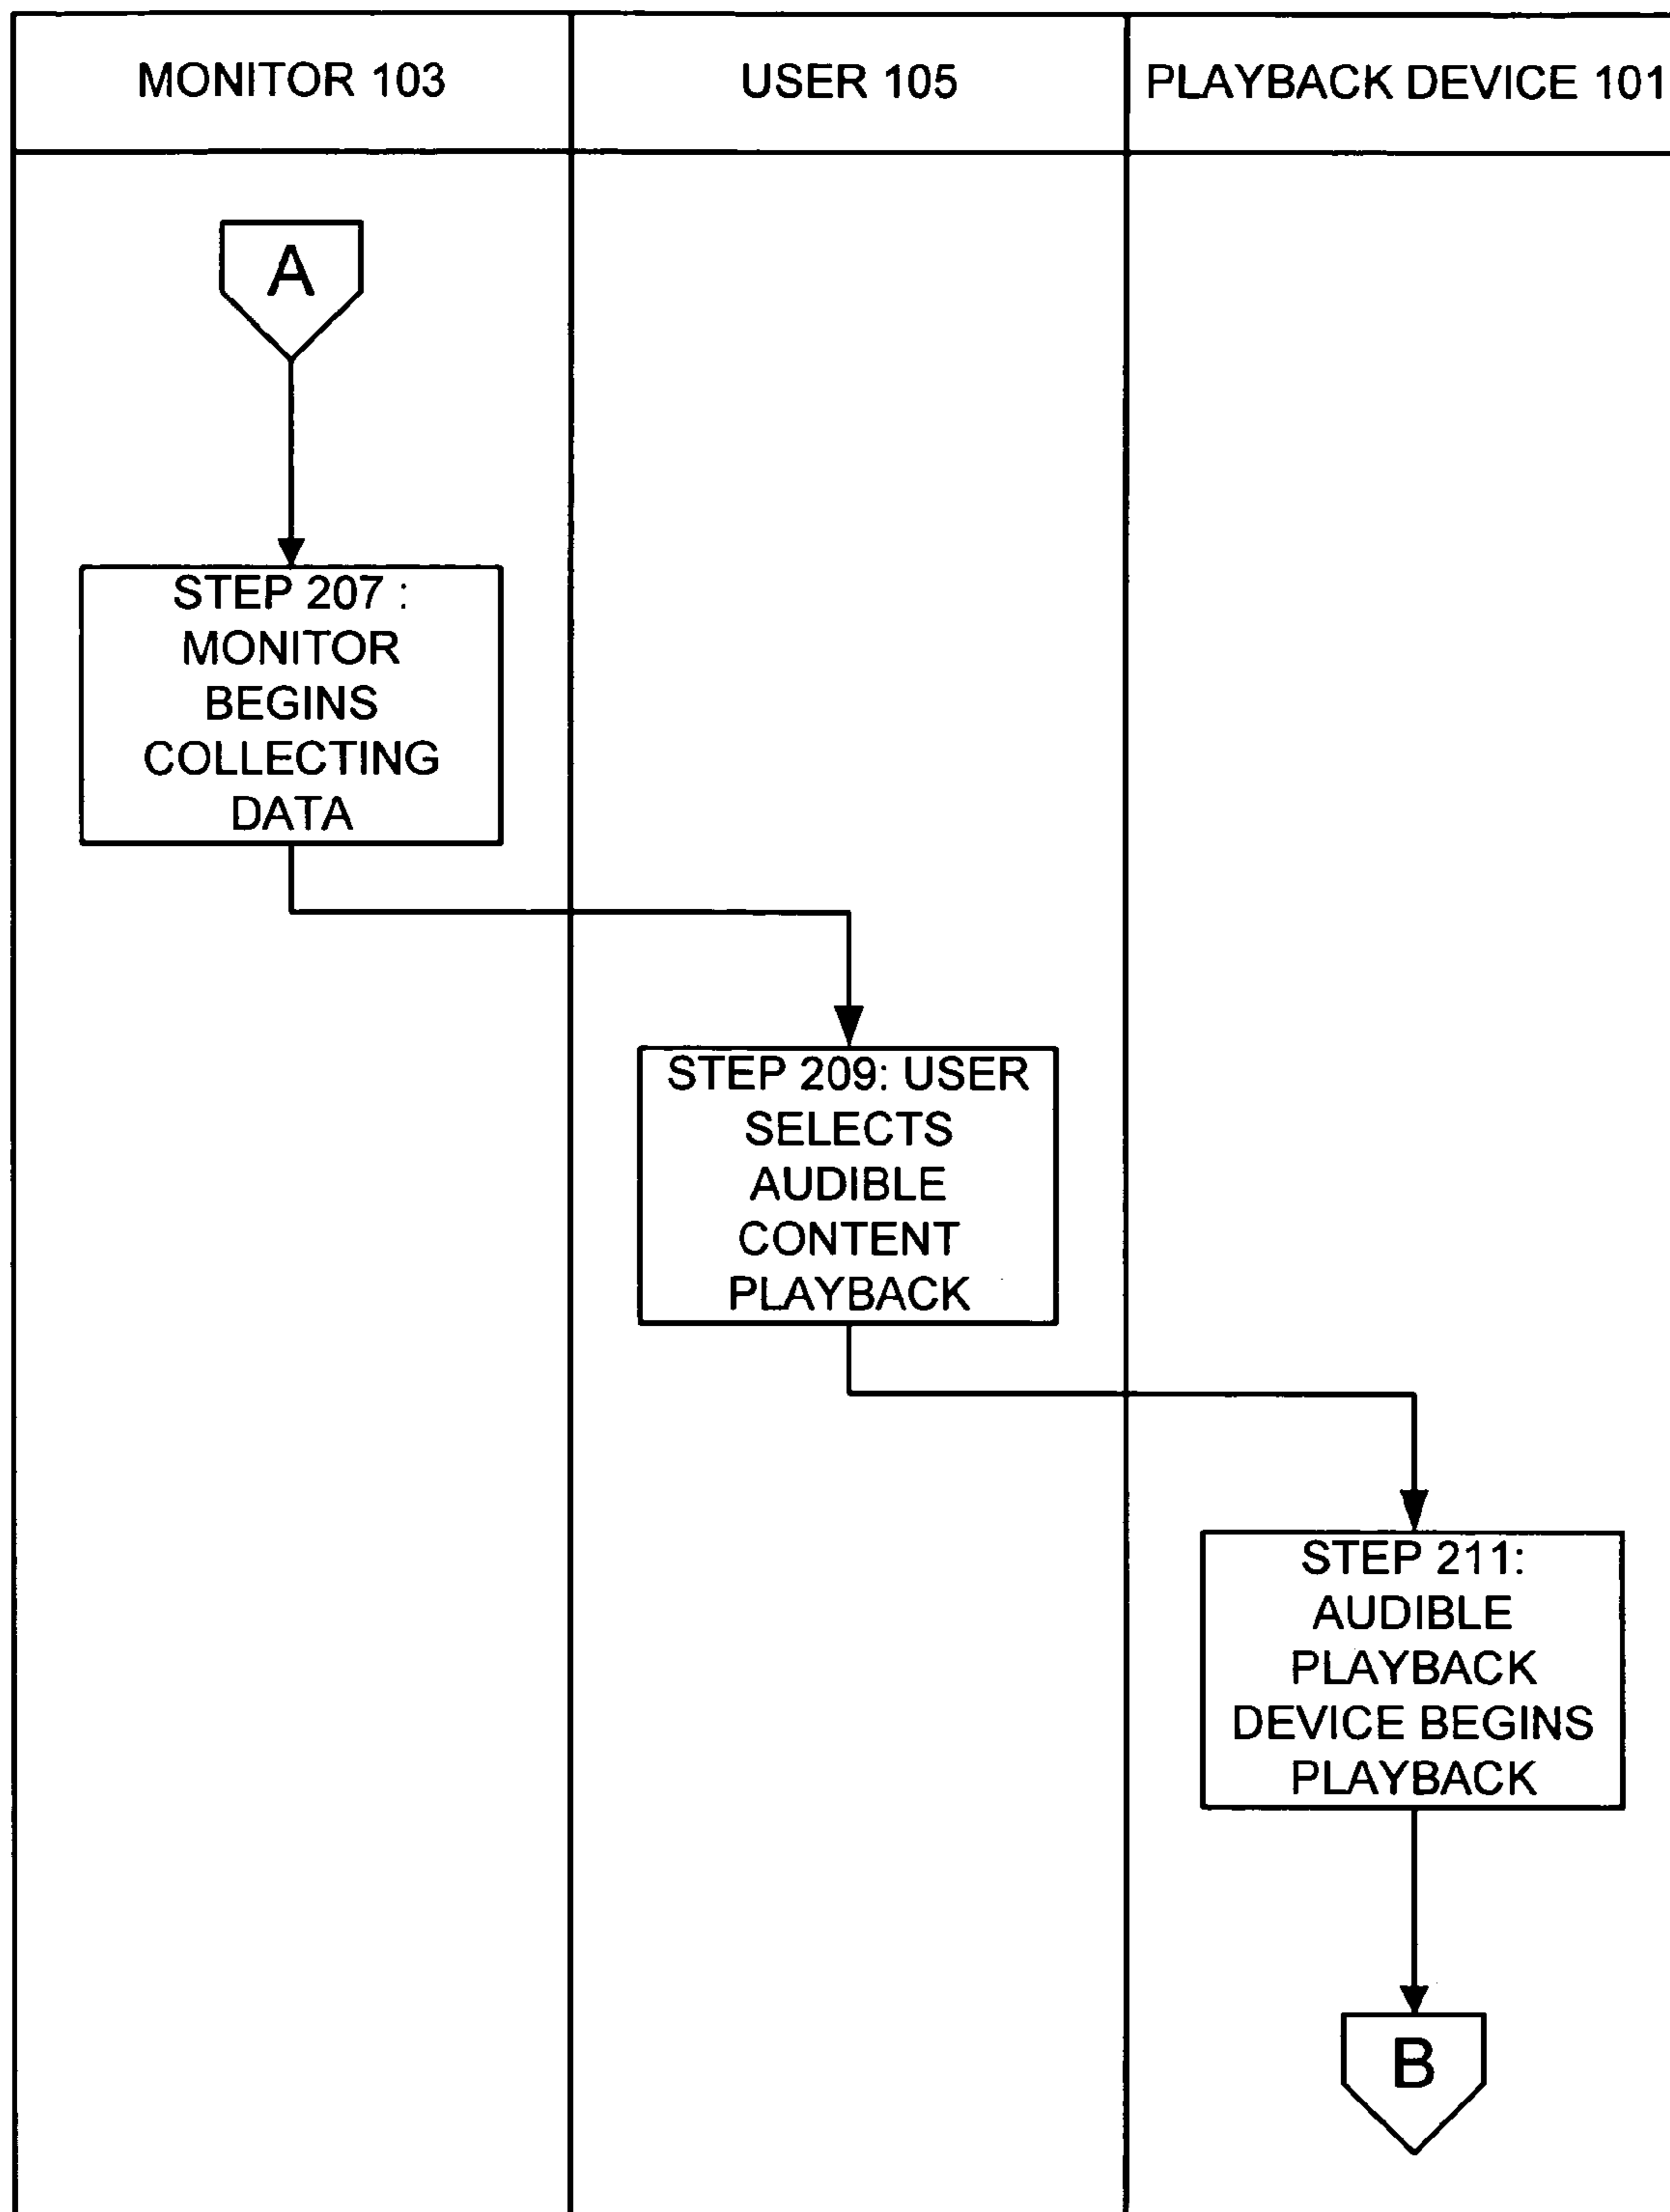 MONITOR 103
USER 105
PLAYBACK DEVICE 101
A
STEP 207 :
MONITOR
BEGINS
COLLECTING
DATA
STEP 209: USER
SELECTS
AUDIBLE
CONTENT
PLAYBACK
STEP 211:
AUDIBLE
PLAYBACK
DEVICE BEGINS
PLAYBACK
B